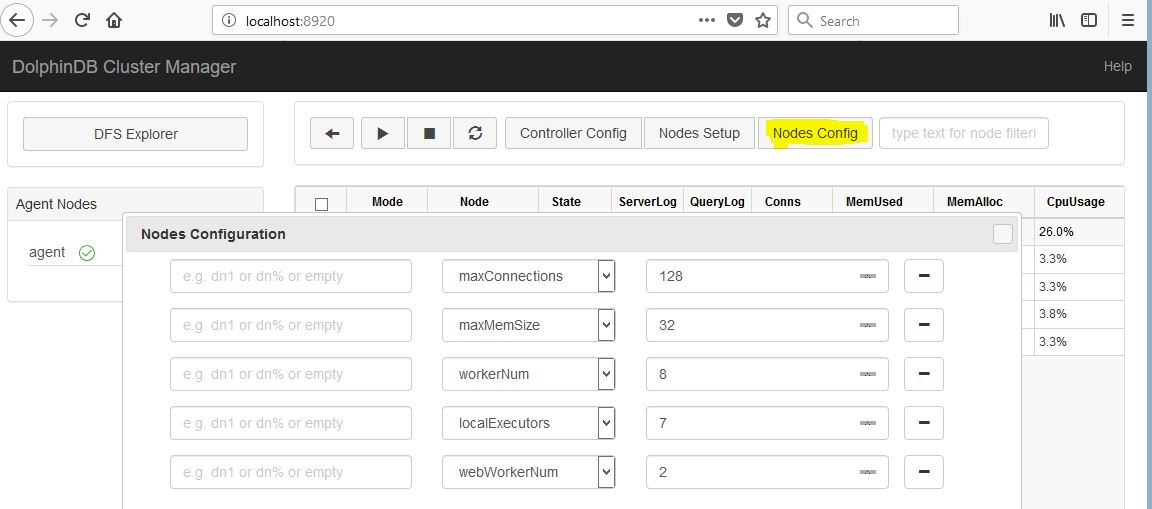 localhost:8920
Search
DolphinDB Cluster Manager
Help
DFS Explorer
Controller Config
Nodes Setup
Nodes Config
type text for node filteri
Agent Nodes
Mode Node State ServerLog QueryLog Conns MemUsed MemAlloc CpuUsage
agent
Nodes Configuration
26.0%
3.3%
3.3%
3.8%
3.3%
e.g. dn1 or dn% or empty maxConnections 128
e.g. dn1 or dn% or empty maxMemSize 32
e.g. dn1 or dn% or empty workerNum 8
e.g. dn1 or dn% or empty localExecutors 7
e.g. dn1 or dn% or empty webWorkerNum 2